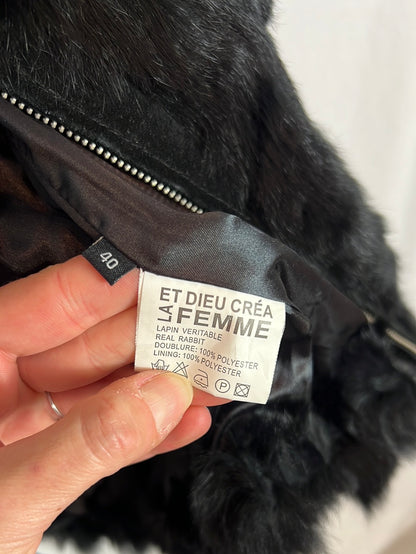 40
ET DIEU CRÉA
LA FEMME
LAPIN VERITABLE
REAL RABBIT
DOUBLURE: 100% POLYESTER
LINING: 100% POLYESTER
P